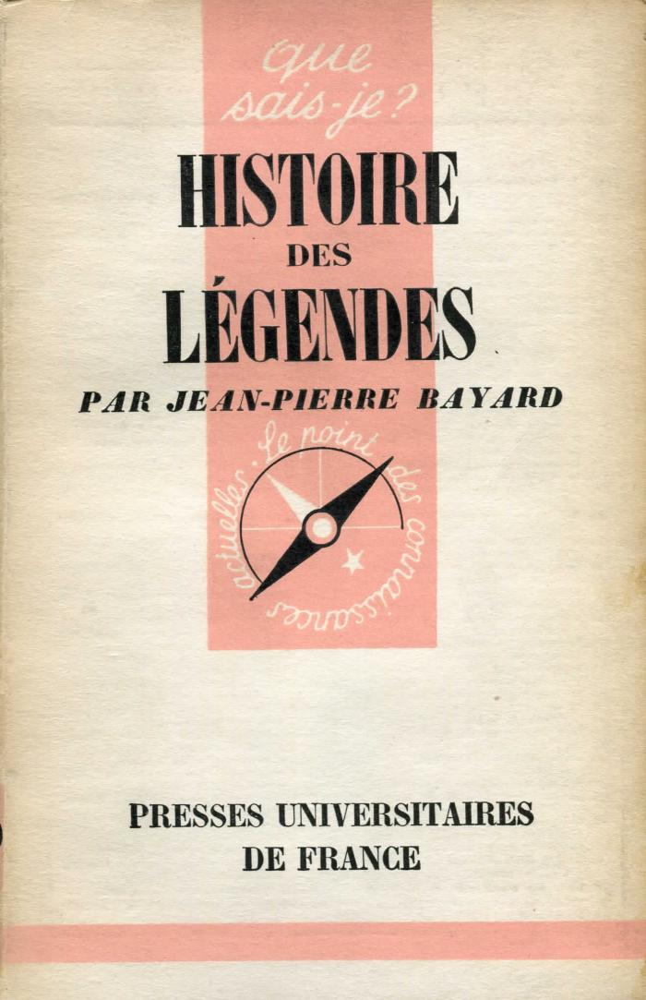 que
sais-je?
HISTOIRE
DES
LÉGENDES
PAR JEAN-PIERRE BAYARD
Le point des connaissances actuelles.
PRESSES UNIVERSITAIRES
DE FRANCE